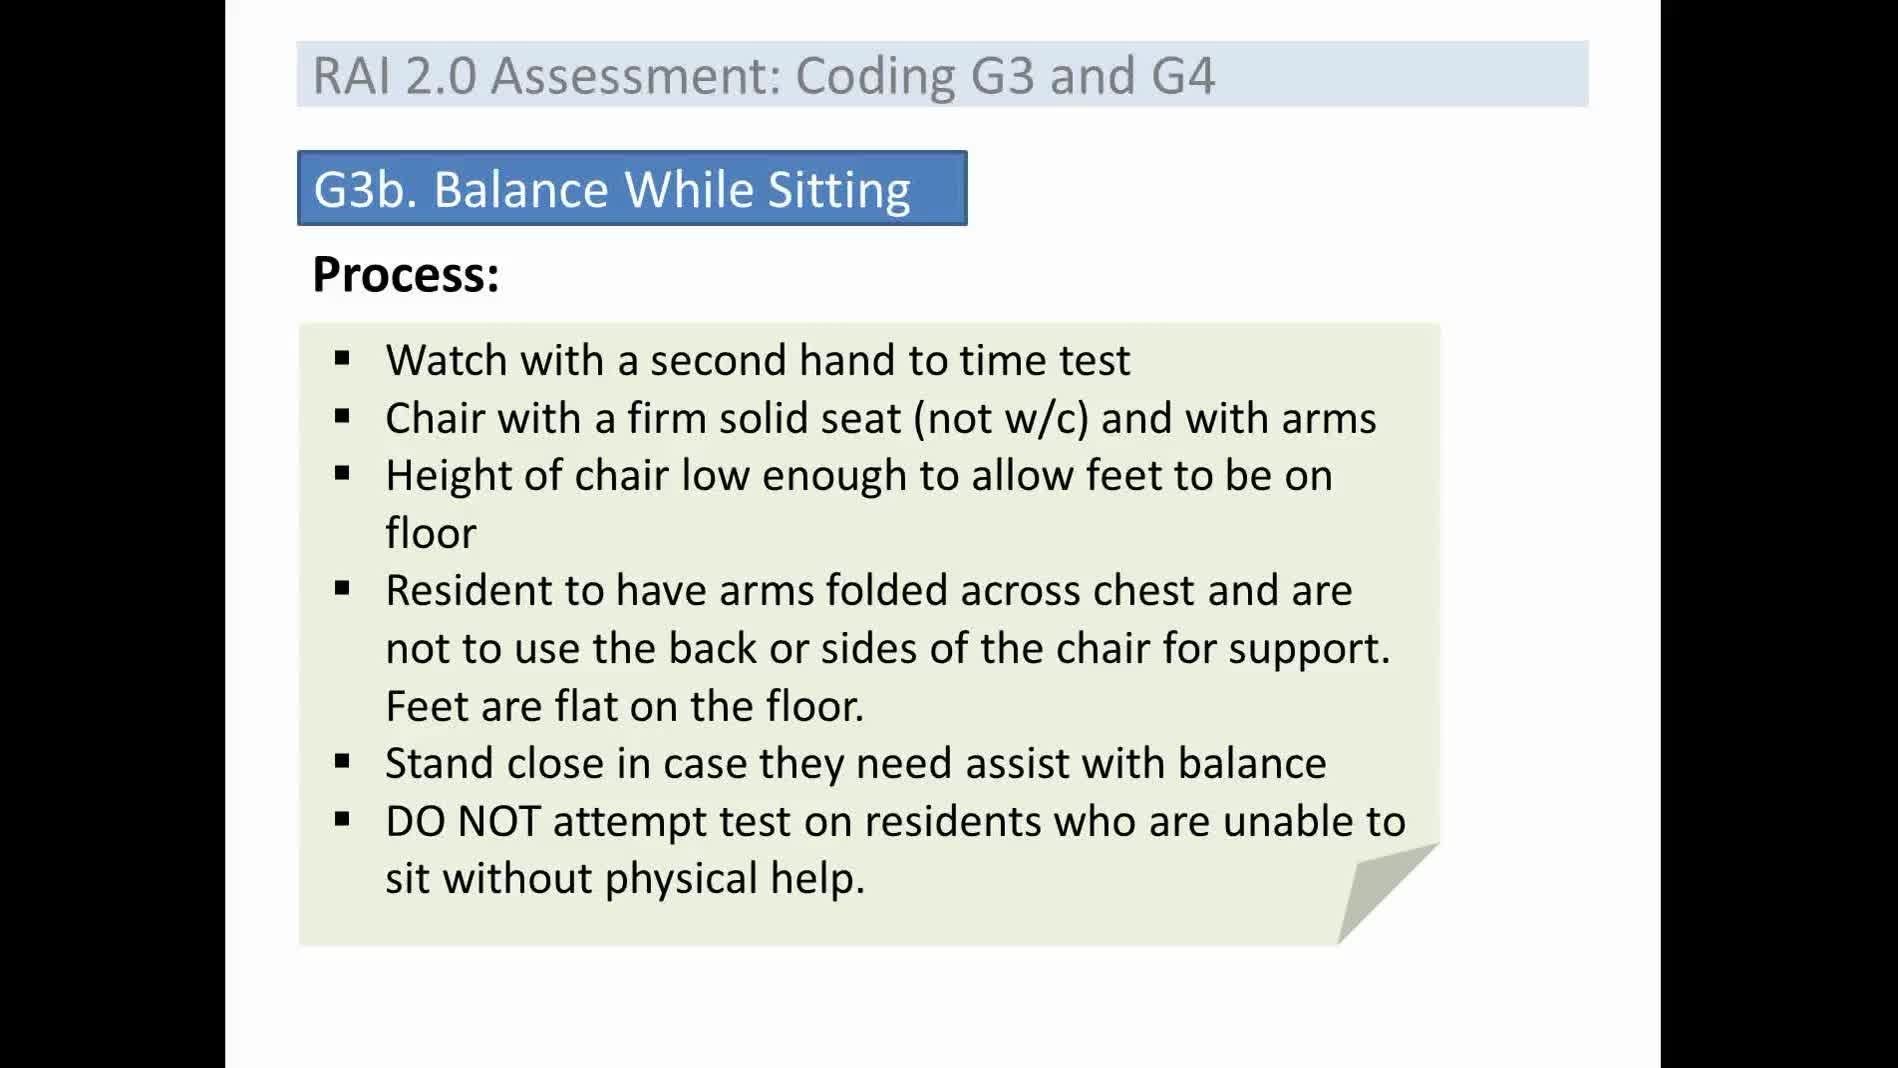 RAI 2.0 Assessment: Coding G3 and G4
G3b. Balance While Sitting
Process:
▪ Watch with a second hand to time test
▪ Chair with a firm solid seat (not w/c) and with arms
▪ Height of chair low enough to allow feet to be on
floor
▪ Resident to have arms folded across chest and are
not to use the back or sides of the chair for support.
Feet are flat on the floor.
▪ Stand close in case they need assist with balance
▪ DO NOT attempt test on residents who are unable to
sit without physical help.